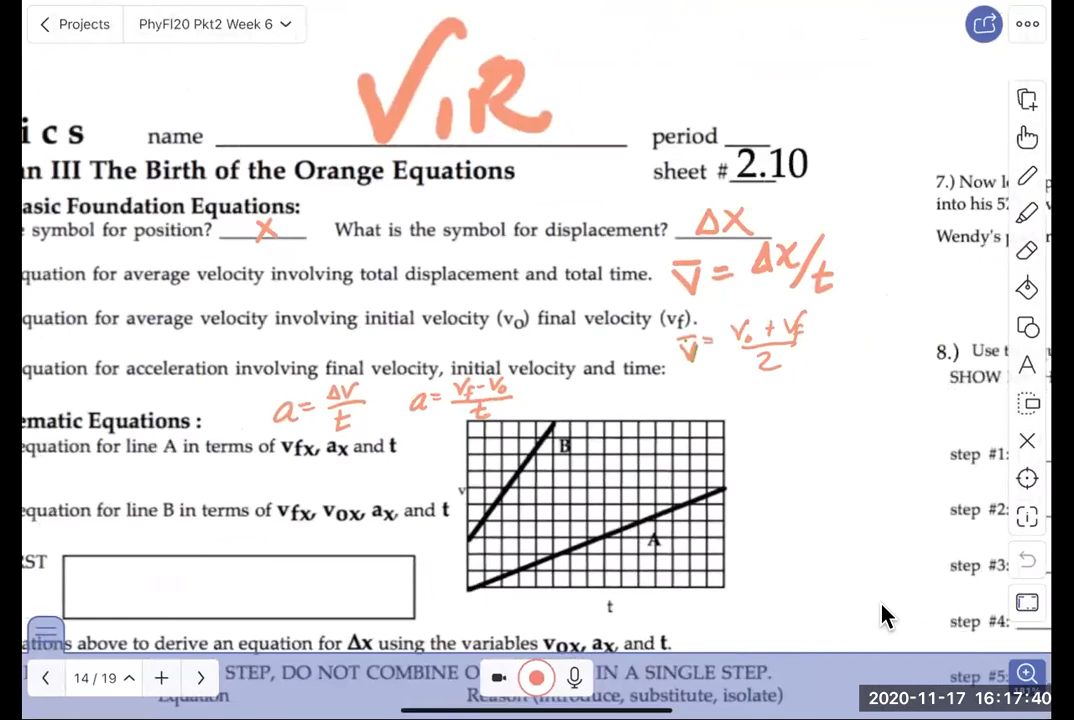 Projects PhyFl20 Pkt2 Week 6
VIR
ics name period
n III The Birth of the Orange Equations sheet # 2.10
asic Foundation Equations:
symbol for position? x What is the symbol for displacement? Δx
quation for average velocity involving total displacement and total time. v̄ = Δx/t
quation for average velocity involving initial velocity (vo) final velocity (vf). v̄ = vo + vf / 2
quation for acceleration involving final velocity, initial velocity and time:
a = Δv/t a = vf - vo / t
ematic Equations :
equation for line A in terms of vfx, ax and t
equation for line B in terms of vfx, vox, ax, and t
B
v
A
t
ST
ations above to derive an equation for Δx using the variables vox, ax, and t.
STEP, DO NOT COMBINE O IN A SINGLE STEP.
Equation Reason (Introduce, substitute, isolate)
7.) Now l
into his 5
Wendy's p
8.) Use t
SHOW
step #1:
step #2:
step #3:
step #4:
step #5:
14 / 19
2020-11-17 16:17:40